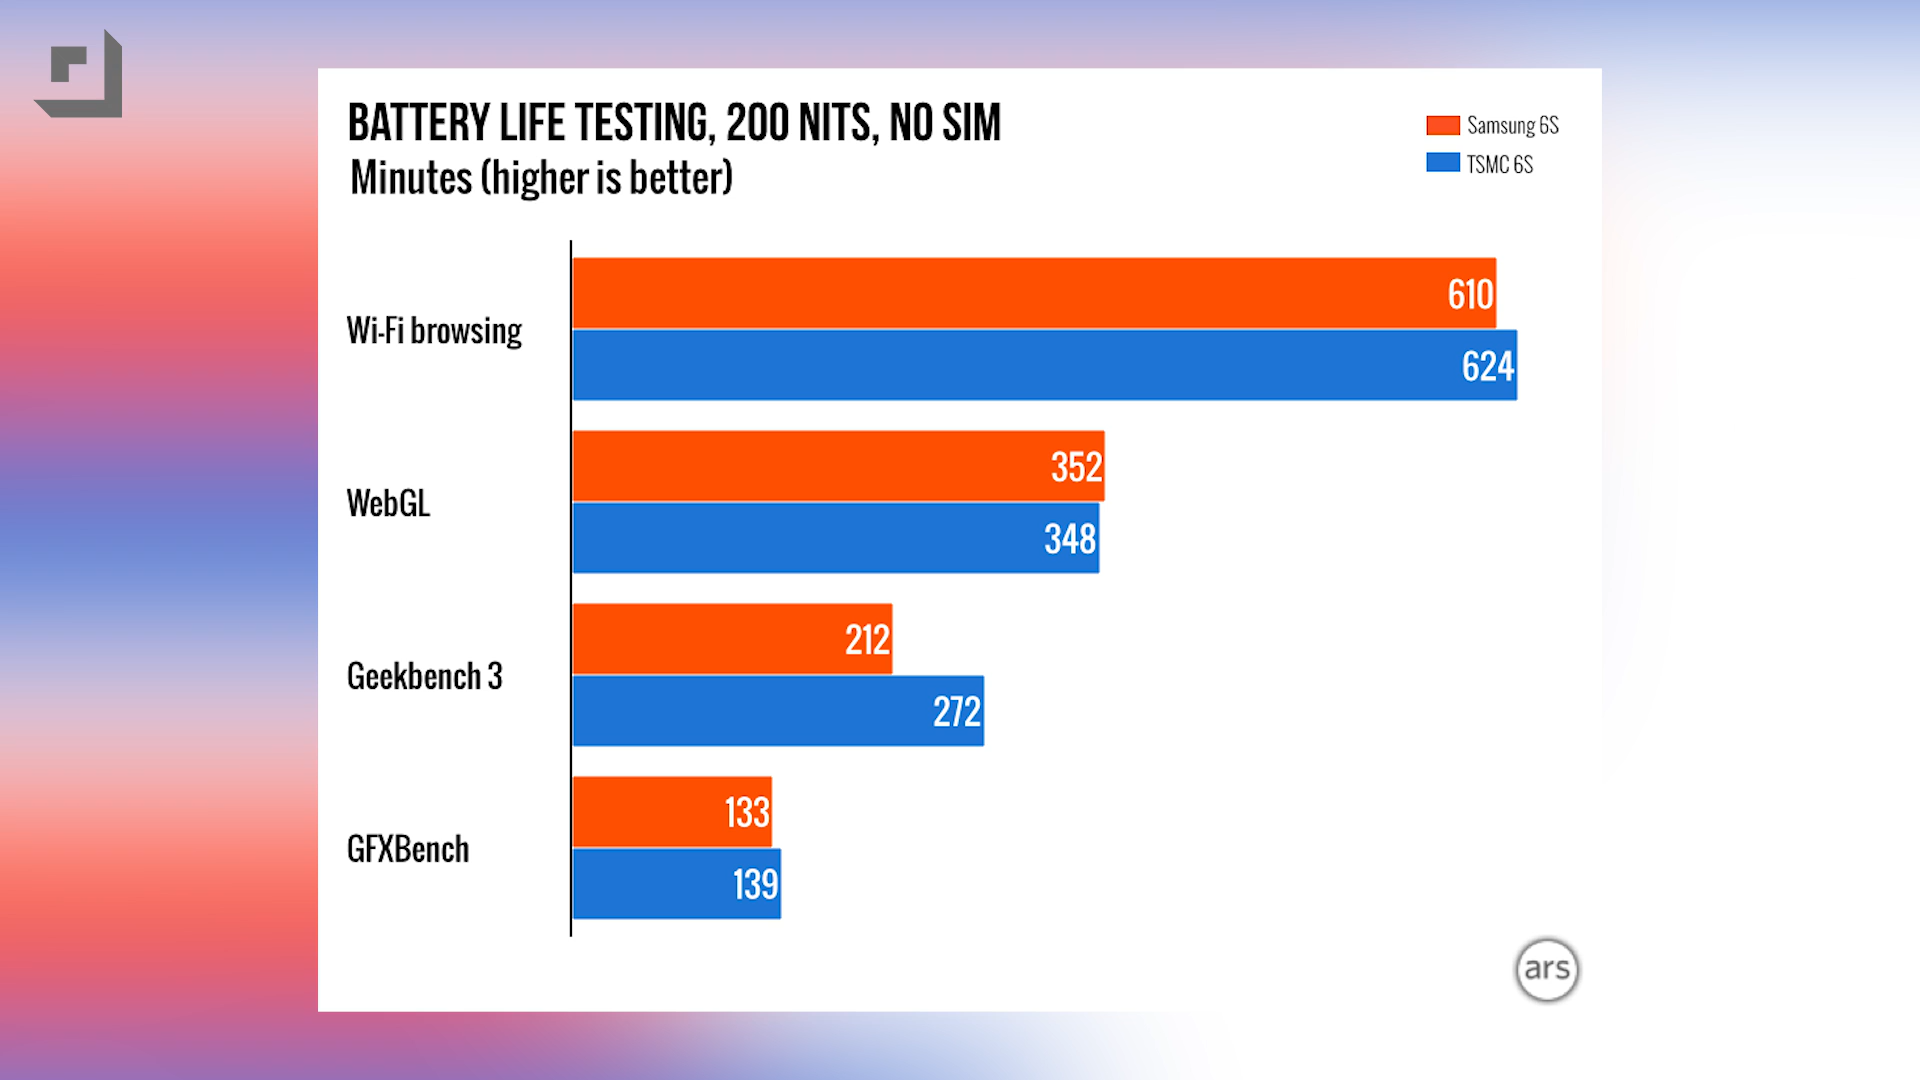 BATTERY LIFE TESTING, 200 NITS, NO SIM
Minutes (higher is better)
Samsung 6S
TSMC 6S
Wi-Fi browsing
610
624
WebGL
352
348
Geekbench 3
212
272
GFXBench
133
139
ars